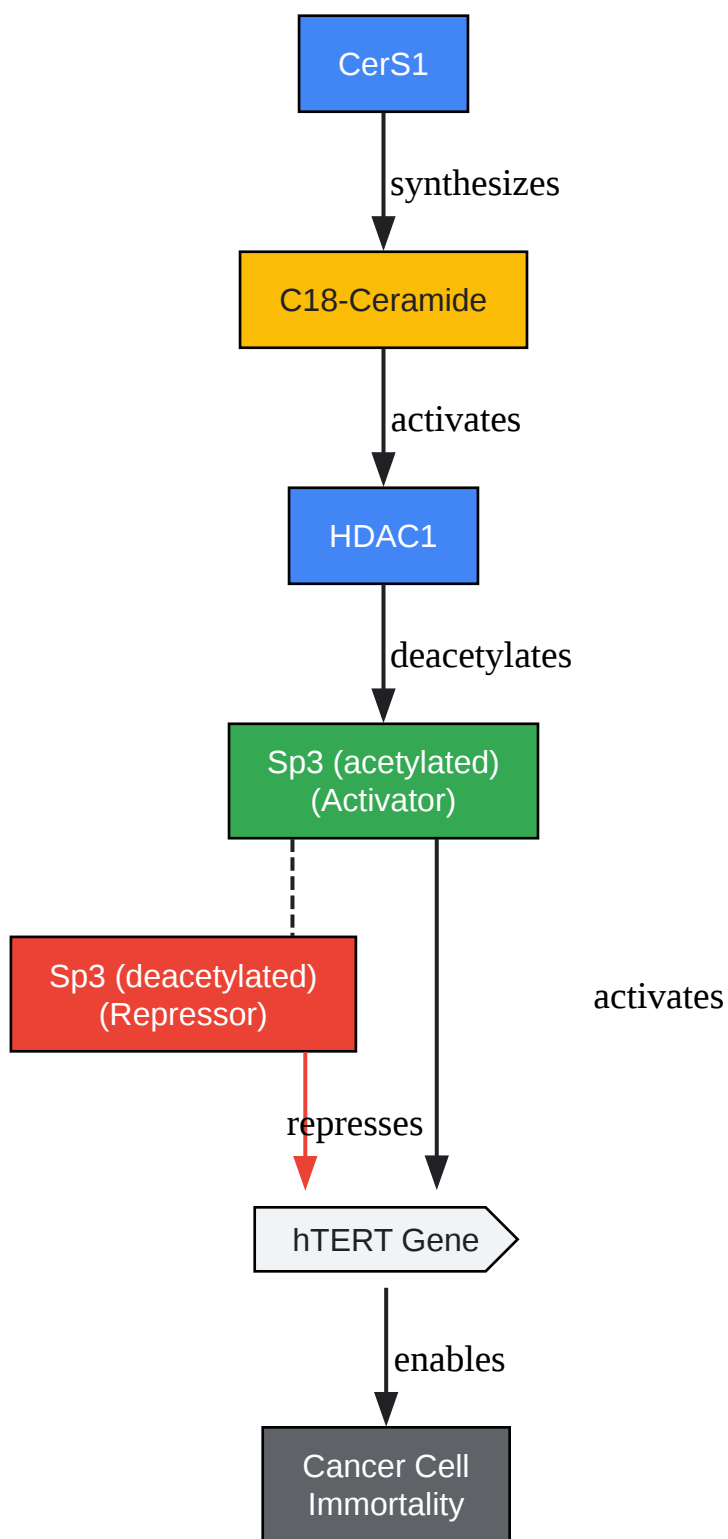 CerS1
synthesizes
C18-Ceramide
activates
HDAC1
deacetylates
Sp3 (acetylated)
(Activator)
Sp3 (deacetylated)
(Repressor)
activates
represses
hTERT Gene
enables
Cancer Cell
Immortality